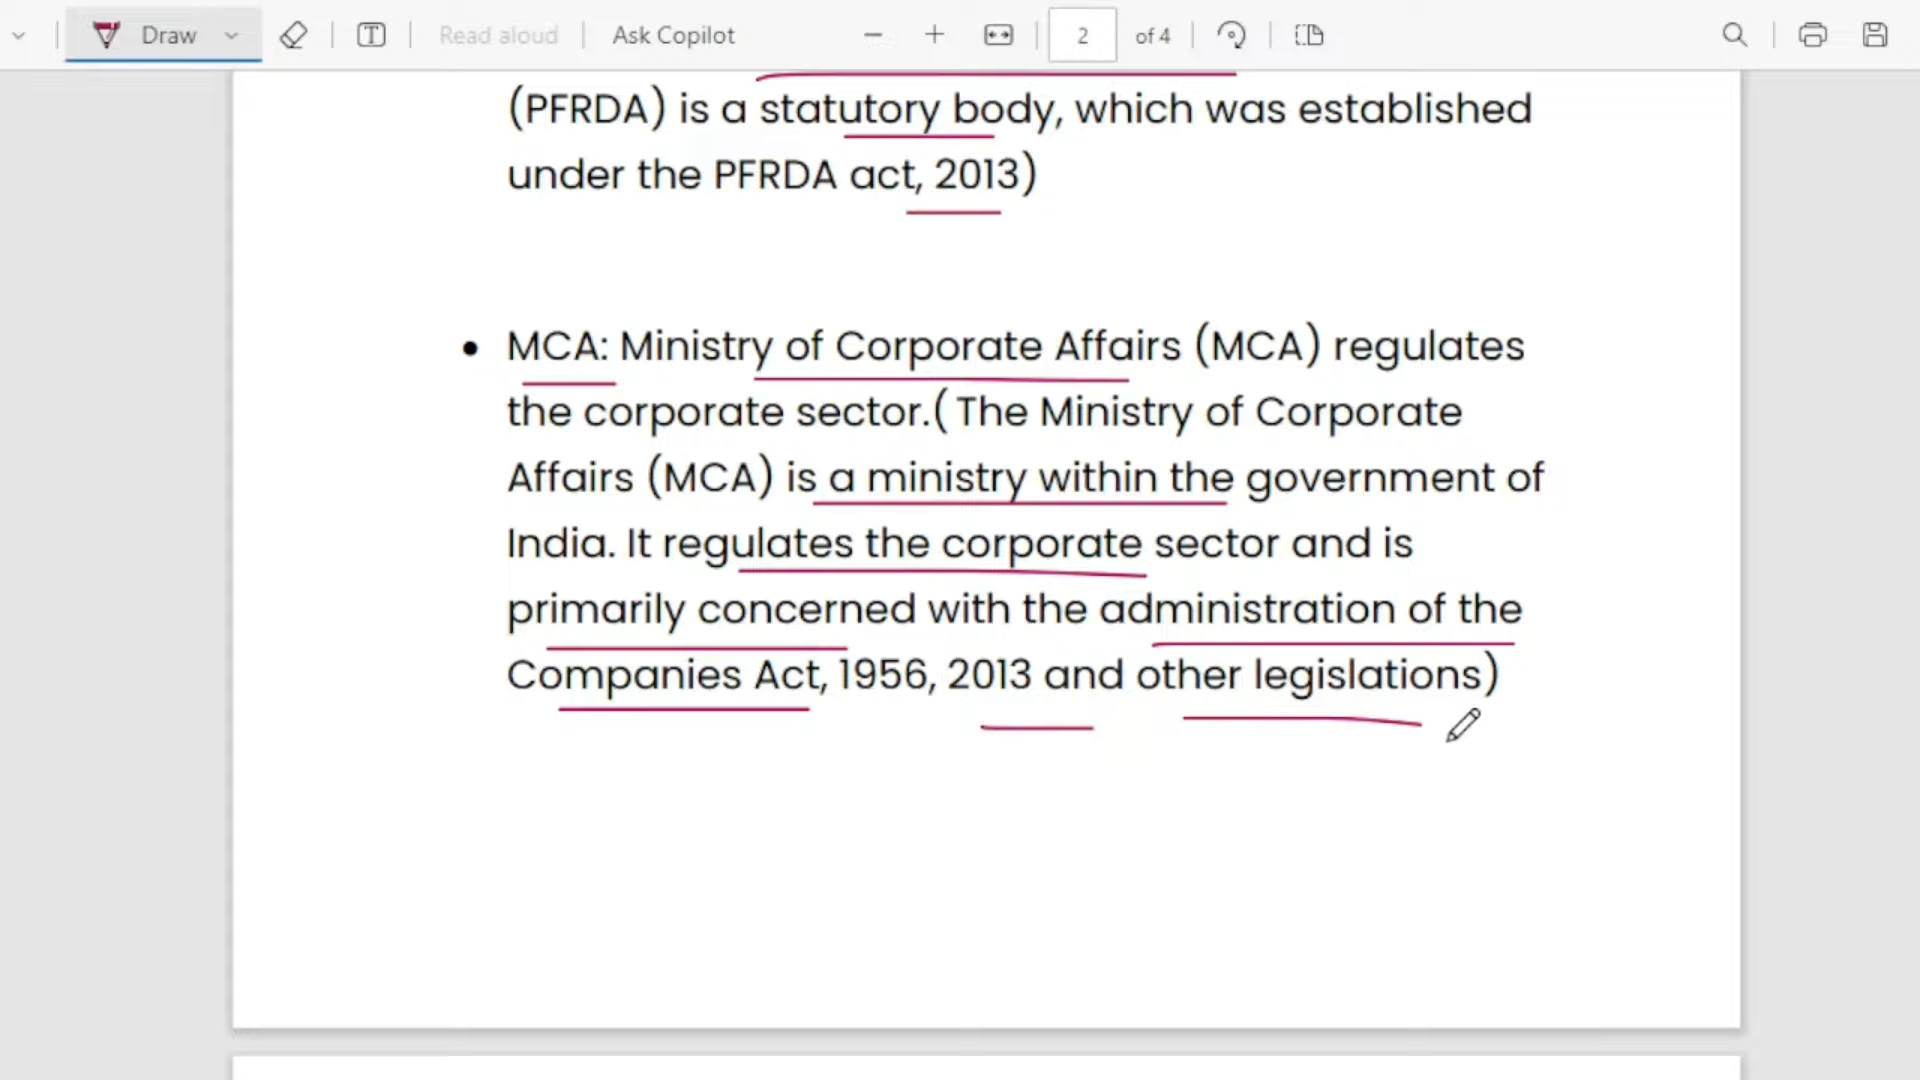 Draw
Read aloud
Ask Copilot
2
of 4
(PFRDA) is a statutory body, which was established
under the PFRDA act, 2013)
• MCA: Ministry of Corporate Affairs (MCA) regulates
the corporate sector.( The Ministry of Corporate
Affairs (MCA) is a ministry within the government of
India. It regulates the corporate sector and is
primarily concerned with the administration of the
Companies Act, 1956, 2013 and other legislations)